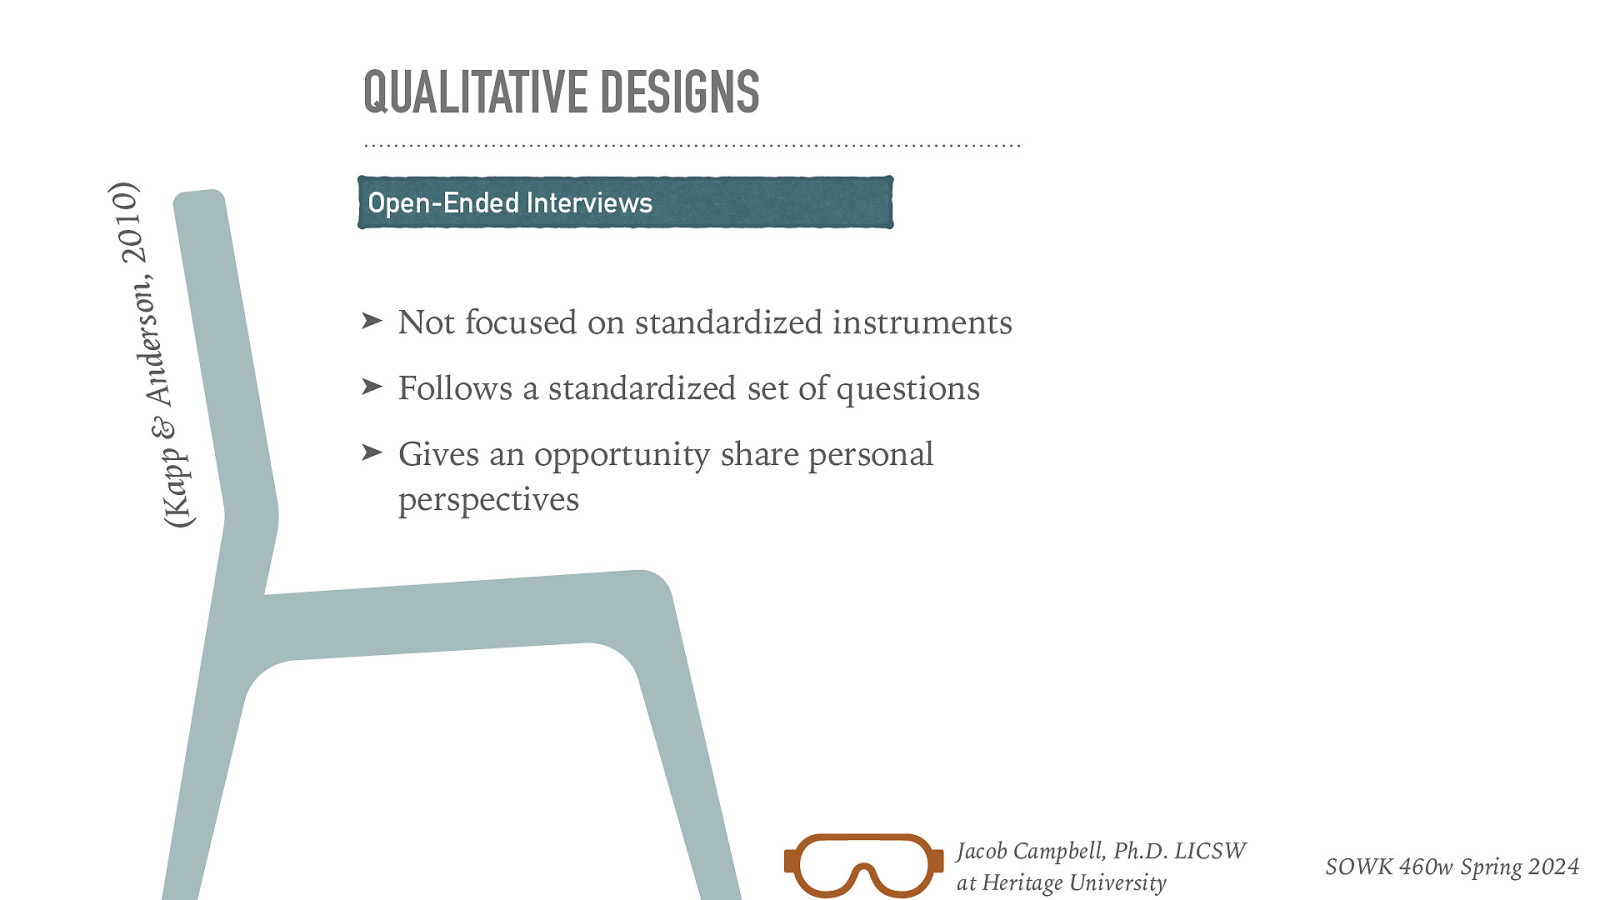 QUALITATIVE DESIGNS
Open-Ended Interviews
(Kapp & Anderson, 2010)
➤ Not focused on standardized instruments
➤ Follows a standardized set of questions
➤ Gives an opportunity share personal
perspectives
Jacob Campbell, Ph.D. LICSW
at Heritage University
SOWK 460w Spring 2024